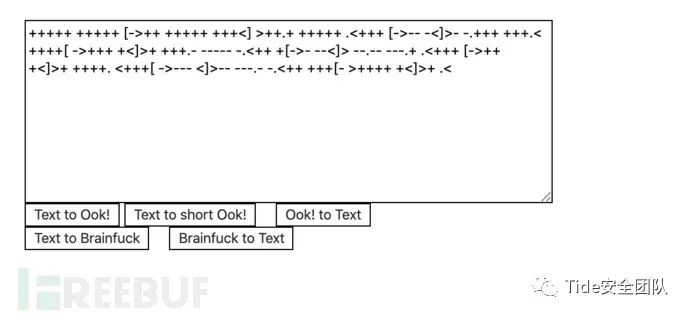 +++++ +++++ [->++ +++++ +++<] >++.+ +++++ .<+++ [->-- -<]>- -.+++ +++.<
++++[ ->+++ +<]>+ +++.- ----- -.<++ +[->- --<]> --.-- ---.+ .<+++ [->++
+<]>+ ++++. <+++[ ->--- <]>-- ---.- -.<++ +++[- >++++ +<]>+ .<
Text to Ook! Text to short Ook! Ook! to Text
Text to Brainfuck Brainfuck to Text
FREEBUF Tide安全团队